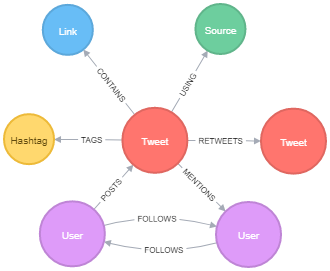 Link
Source
CONTAINS
USING
Hashtag
TAGS
Tweet
RETWEETS
Tweet
POSTS
MENTIONS
User
FOLLOWS
FOLLOWS
User